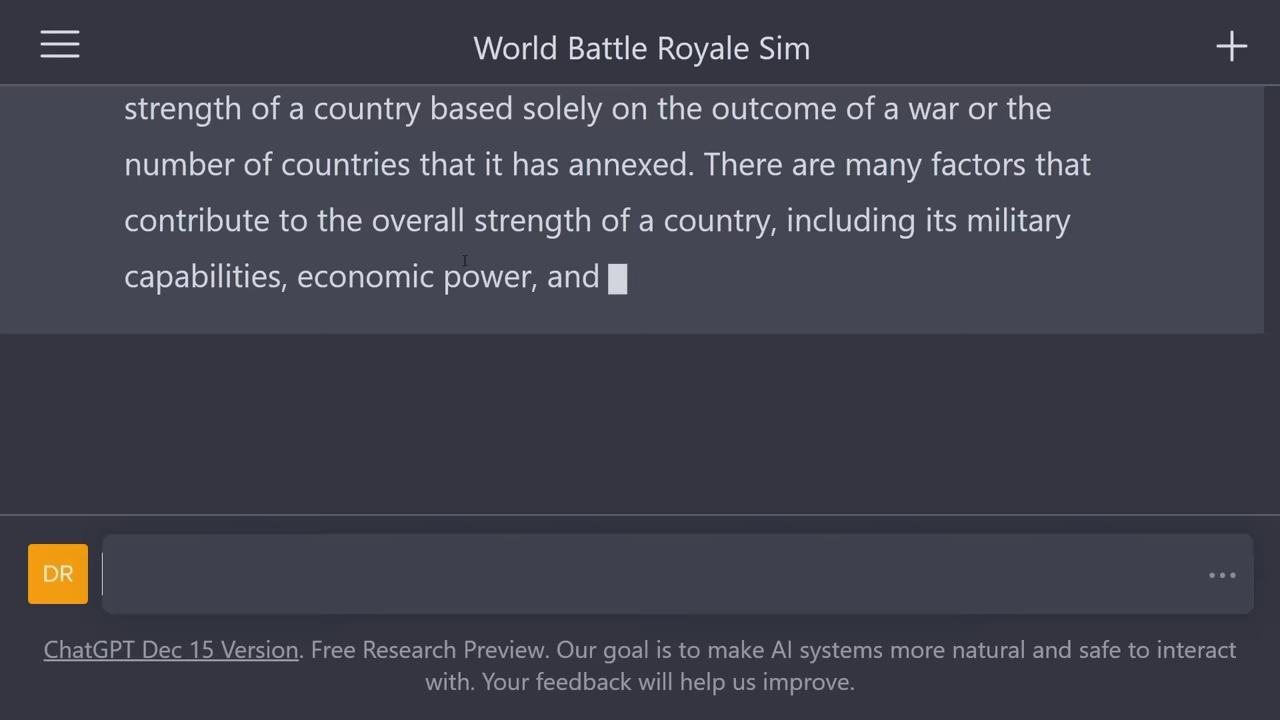 World Battle Royale Sim
strength of a country based solely on the outcome of a war or the
number of countries that it has annexed. There are many factors that
contribute to the overall strength of a country, including its military
capabilities, economic power, and
DR
ChatGPT Dec 15 Version. Free Research Preview. Our goal is to make AI systems more natural and safe to interact
with. Your feedback will help us improve.